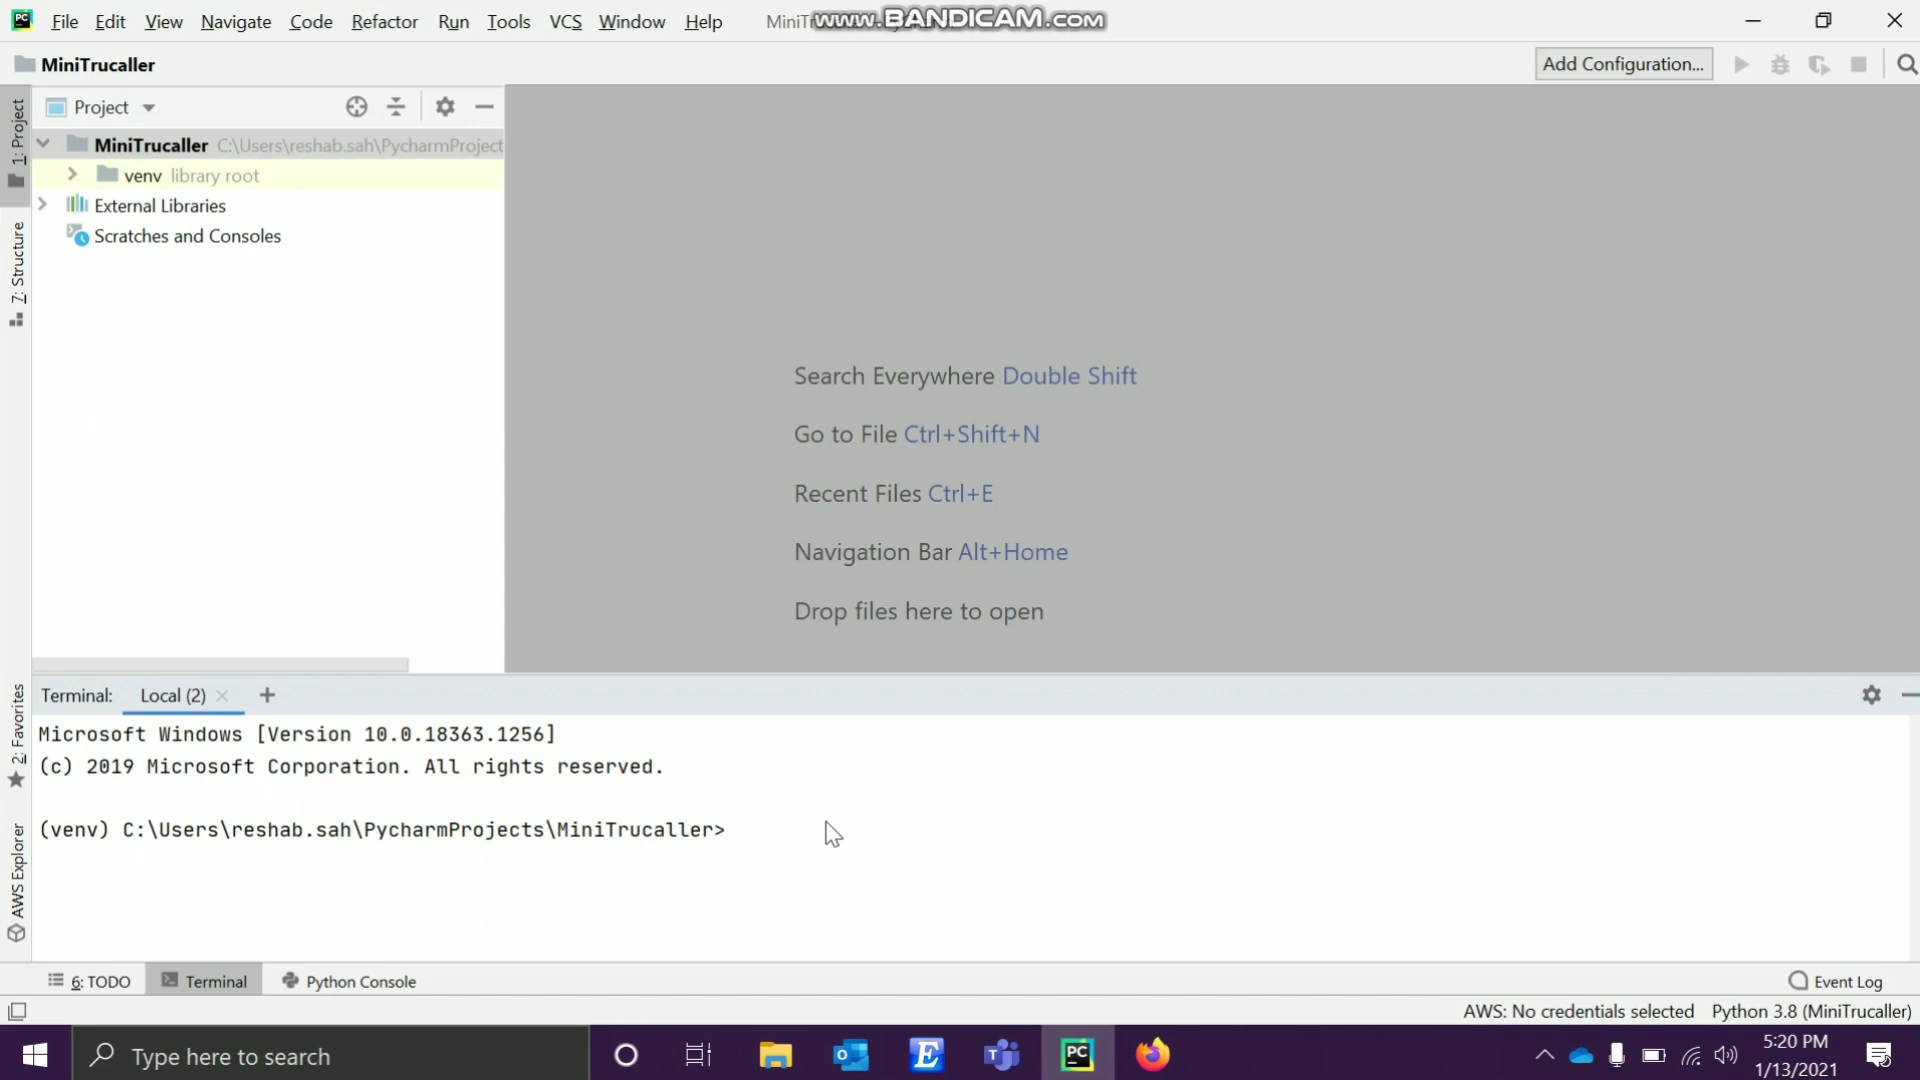 File Edit View Navigate Code Refactor Run Tools VCS Window Help MiniTr
www.BANDICAM.com
MiniTrucaller
Add Configuration...
1: Project
Project
MiniTrucaller C:\Users\reshab.sah\PycharmProject
venv library root
External Libraries
Scratches and Consoles
7: Structure
Search Everywhere Double Shift
Go to File Ctrl+Shift+N
Recent Files Ctrl+E
Navigation Bar Alt+Home
Drop files here to open
2: Favorites
AWS Explorer
Terminal: Local (2)
Microsoft Windows [Version 10.0.18363.1256]
(c) 2019 Microsoft Corporation. All rights reserved.
(venv) C:\Users\reshab.sah\PycharmProjects\MiniTrucaller>
6: TODO Terminal Python Console Event Log
AWS: No credentials selected Python 3.8 (MiniTrucaller)
Type here to search
5:20 PM
1/13/2021